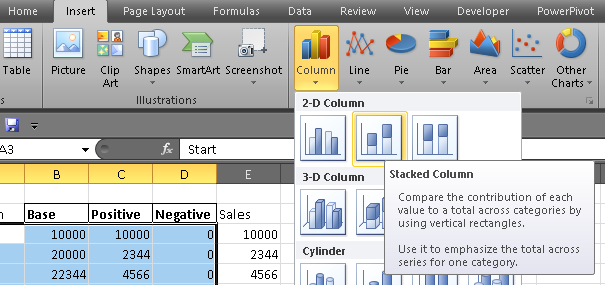 Insert Page Layout Formulas Data Review View Developer PowerPivot
Table Picture Clip Art Shapes SmartArt Screenshot Column Line Pie Bar Area Scatter Other Charts
Illustrations
2-D Column
A3 Start
Stacked Column
Compare the contribution of each
value to a total across categories by
using vertical rectangles.
Use it to emphasize the total across
series for one category.
3-D Column
Cylinder
B C D E
Base Positive Negative Sales
10000 10000 0 10000
20000 2344 0 2344
22344 4566 0 4566